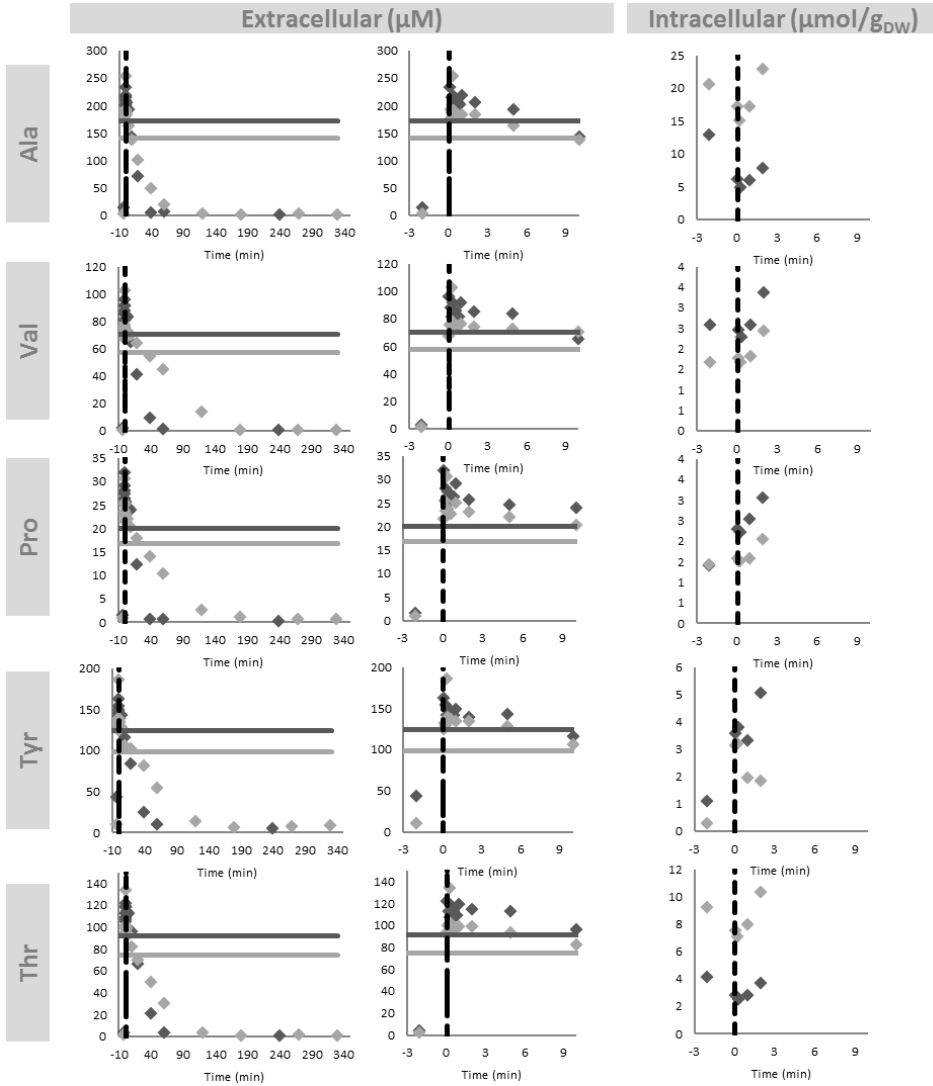 Extracellular (µM)
Intracellular (µmol/gDW)
Ala
300
250
200
150
100
50
0
-10 40 90 140 190 240 290 340
Time (min)
300
250
200
150
100
50
0
-3 0 3 6 9
Time (min)
25
20
15
10
5
0
-3 0 3 6 9
Time (min)
Val
120
100
80
60
40
20
0
-10 40 90 140 190 240 290 340
Time (min)
120
100
80
60
40
20
0
-3 0 3 6 9
Time (min)
4
4
3
3
2
2
1
1
0
-3 0 3 6 9
Time (min)
Pro
35
30
25
20
15
10
5
0
-10 40 90 140 190 240 290 340
Time (min)
35
30
25
20
15
10
5
0
-3 0 3 6 9
Time (min)
4
4
3
3
2
2
1
1
0
-3 0 3 6 9
Time (min)
Tyr
200
150
100
50
0
-10 40 90 140 190 240 290 340
Time (min)
200
150
100
50
0
-3 0 3 6 9
Time (min)
6
5
4
3
2
1
0
-3 0 3 6 9
Time (min)
Thr
140
120
100
80
60
40
20
0
-10 40 90 140 190 240 290 340
Time (min)
140
120
100
80
60
40
20
0
-3 0 3 6 9
Time (min)
12
10
8
6
4
2
0
-3 0 3 6 9
Time (min)